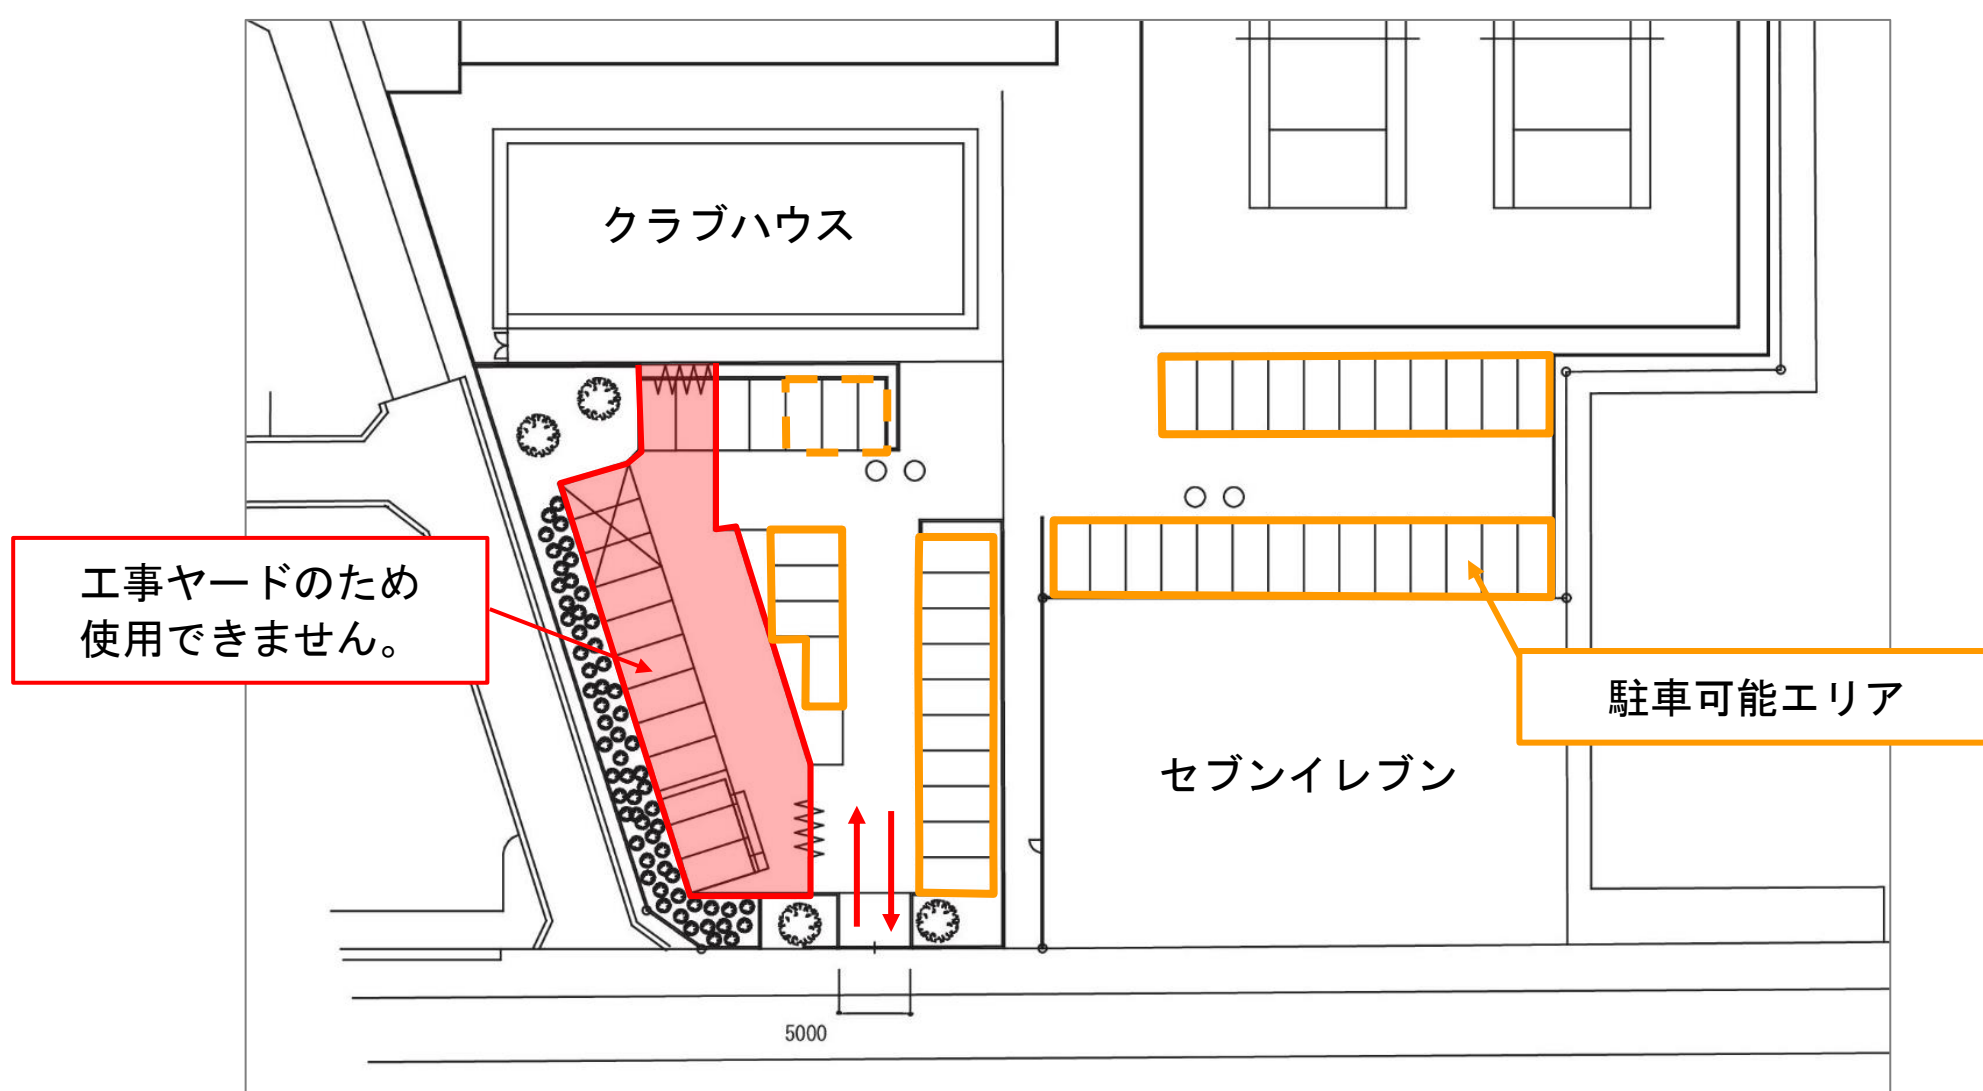 クラブハウス
工事ヤードのため
使用できません。
駐車可能エリア
セブンイレブン
5000